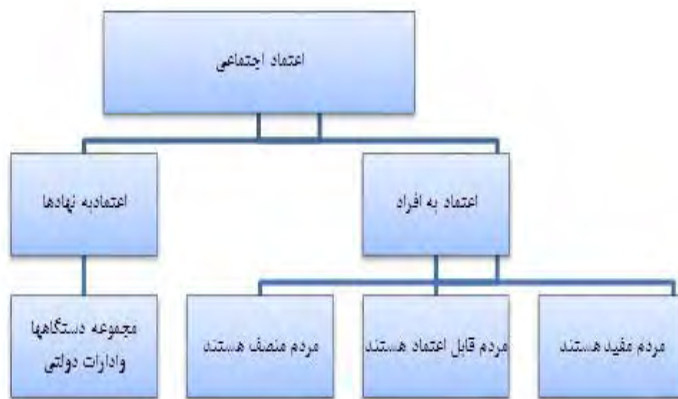 اعتماد اجتماعی
اعتماد به افراد
اعتمادبه نهادها
مردم مفید هستند
مردم قابل اعتماد هستند
مردم منصف هستند
مجموعه دستگاهها
وادارات دولتی